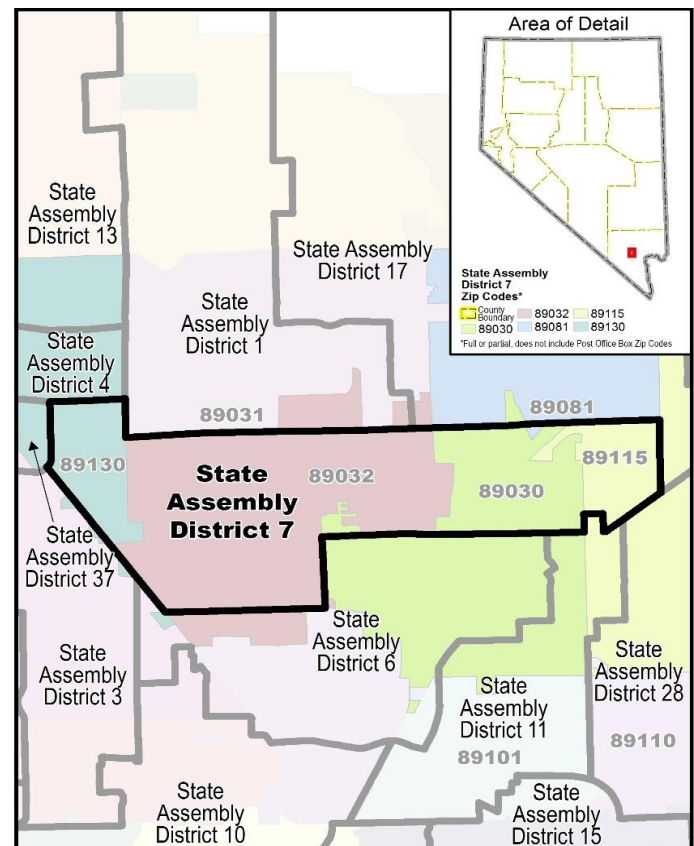 Area of Detail
State Assembly
District 7
Zip Codes*
County
Boundary
89030
89032
89081
89115
89130
*Full or partial, does not include Post Office Box Zip Codes
State
Assembly
District 13
State Assembly
District 17
State
Assembly
District 1
State
Assembly
District 4
89031
89081
89130
89032
89115
89030
State
Assembly
District 7
State
Assembly
District 37
State
Assembly
District 6
State
Assembly
District 3
State
Assembly
District 28
State
Assembly
District 11
89110
89101
State
Assembly
District 10
State
Assembly
District 15